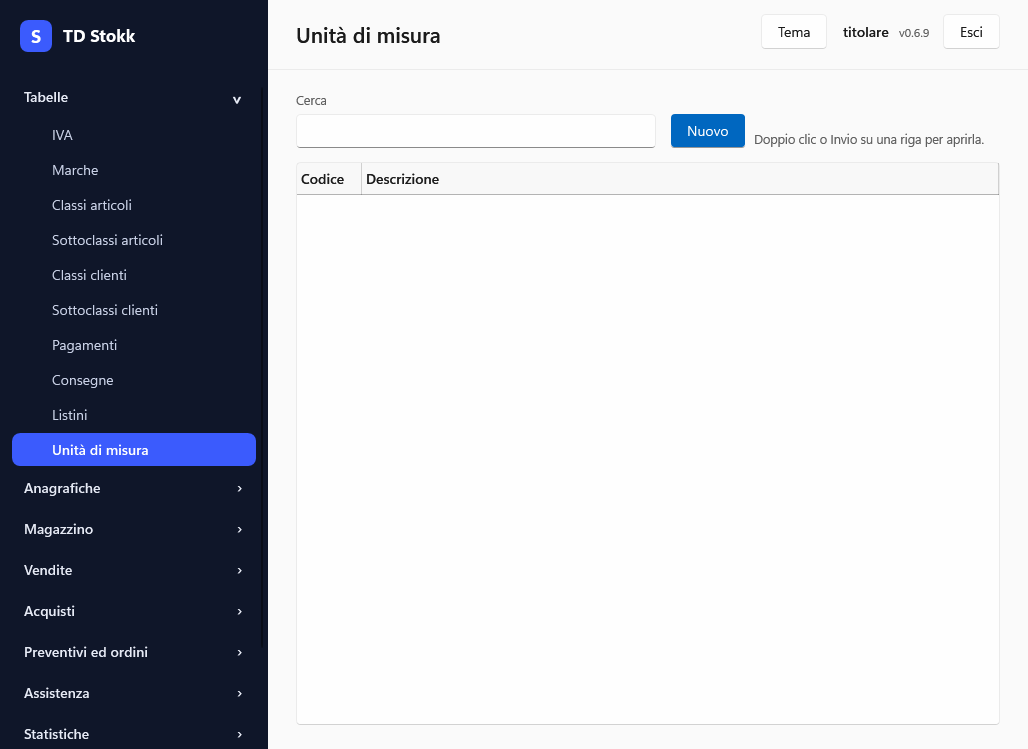 S TD Stokk
Tabelle
IVA
Marche
Classi articoli
Sottoclassi articoli
Classi clienti
Sottoclassi clienti
Pagamenti
Consegne
Listini
Unità di misura
Anagrafiche
Magazzino
Vendite
Acquisti
Preventivi ed ordini
Assistenza
Statistiche
Unità di misura
Tema titolare v0.6.9 Esci
Cerca
Nuovo Doppio clic o Invio su una riga per aprirla.
Codice Descrizione